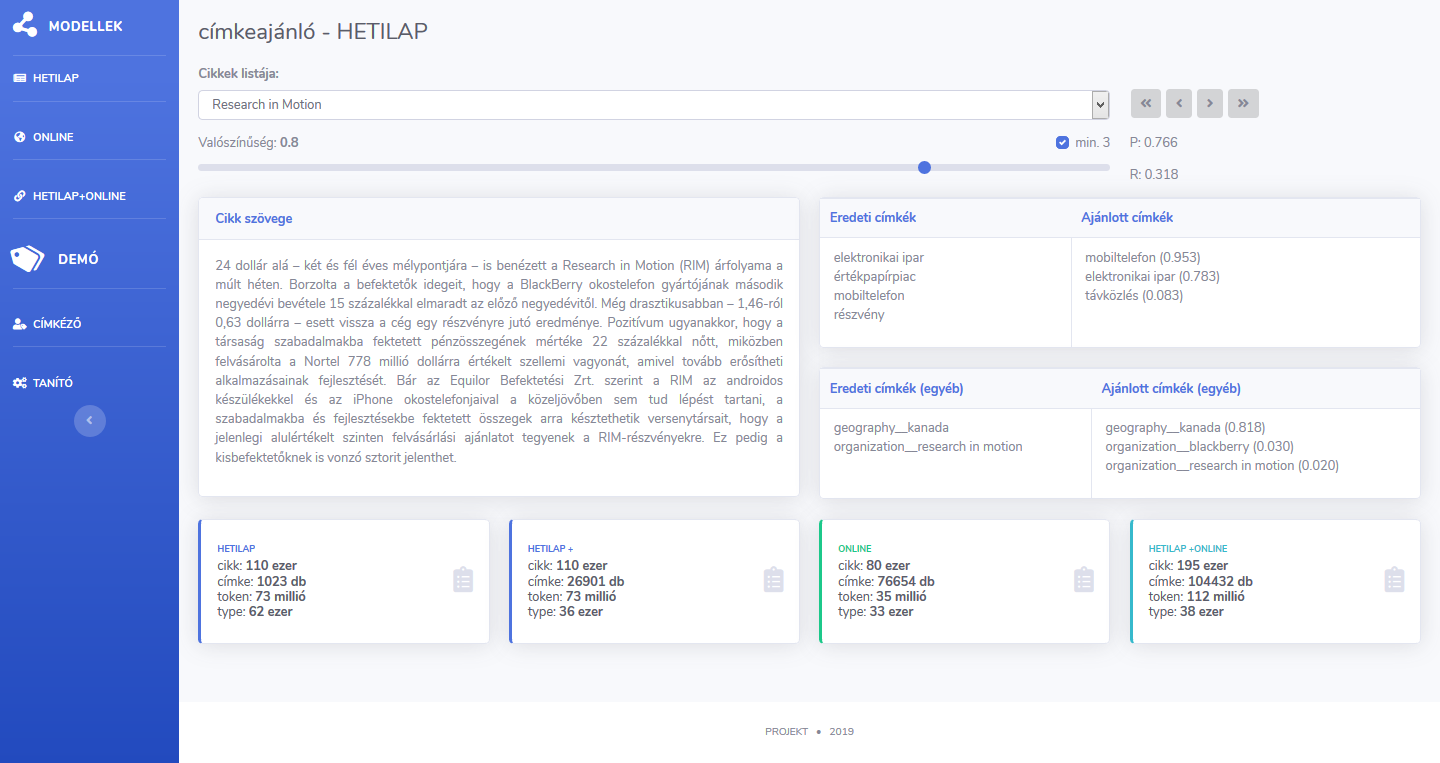 MODELLEK
HETILAP
ONLINE
HETILAP+ONLINE
DEMÓ
CÍMKÉZŐ
TANÍTÓ
címkeajánló - HETILAP
Cikkek listája:
Research in Motion
Valószínűség: 0.8
min. 3
P: 0.766
R: 0.318
Cikk szövege
24 dollár alá – két és fél éves mélypontjára – is benézett a Research in Motion (RIM) árfolyama a
múlt héten. Borzolta a befektetők idegeit, hogy a BlackBerry okostelefon gyártójának második
negyedévi bevétele 15 százalékkal elmaradt az előző negyedévitől. Még drasztikusabban – 1,46-ról
0,63 dollárra – esett vissza a cég egy részvényre jutó eredménye. Pozitívum ugyanakkor, hogy a
társaság szabadalmakba fektetett pénzösszegének mértéke 22 százalékkal nőtt, miközben
felvásárolta a Nortel 778 millió dollárra értékelt szellemi vagyonát, amivel tovább erősítheti
alkalmazásainak fejlesztését. Bár az Equilor Befektetési Zrt. szerint a RIM az androidos
készülékekkel és az iPhone okostelefonjaival a közeljövőben sem tud lépést tartani, a
szabadalmakba és fejlesztésekbe fektetett összegek arra késztethetik versenytársait, hogy a
jelenlegi alulértékelt szinten felvásárlási ajánlatot tegyenek a RIM-részvényekre. Ez pedig a
kisbefektetőknek is vonzó sztorit jelenthet.
Eredeti címkék
Ajánlott címkék
elektronikai ipar
értékpapírpiac
mobiltelefon
részvény
mobiltelefon (0.953)
elektronikai ipar (0.783)
távközlés (0.083)
Eredeti címkék (egyéb)
Ajánlott címkék (egyéb)
geography__kanada
organization__research in motion
geography__kanada (0.818)
organization__blackberry (0.030)
organization__research in motion (0.020)
HETILAP
cikk: 110 ezer
címke: 1023 db
token: 73 millió
type: 62 ezer
HETILAP +
cikk: 110 ezer
címke: 26901 db
token: 73 millió
type: 36 ezer
ONLINE
cikk: 80 ezer
címke: 76654 db
token: 35 millió
type: 33 ezer
HETILAP +ONLINE
cikk: 195 ezer
címke: 104432 db
token: 112 millió
type: 38 ezer
PROJEKT • 2019